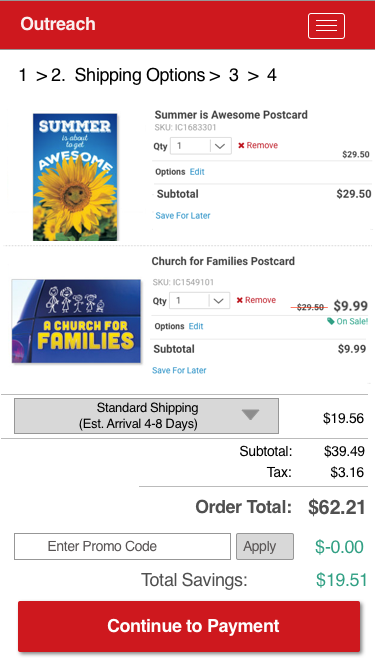 Outreach
1 > 2. Shipping Options > 3 > 4
SUMMER
is about
to get
AWESOME
Summer is Awesome Postcard
SKU: IC1683301
Qty 1 × Remove
$29.50
Options Edit
Subtotal $29.50
Save For Later
A CHURCH FOR
FAMILIES
Church for Families Postcard
SKU: IC1549101
Qty 1 × Remove $29.50 $9.99
On Sale!
Options Edit
Subtotal $9.99
Save For Later
Standard Shipping
(Est. Arrival 4-8 Days) $19.56
Subtotal: $39.49
Tax: $3.16
Order Total: $62.21
Enter Promo Code Apply $-0.00
Total Savings: $19.51
Continue to Payment